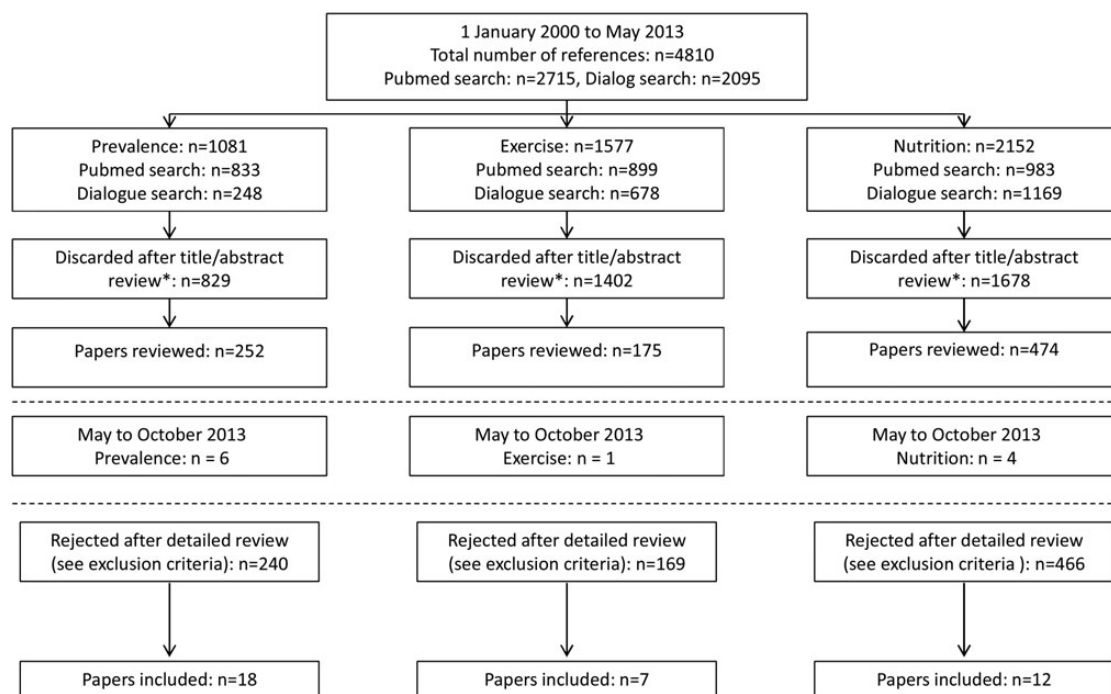 1 January 2000 to May 2013
Total number of references: n=4810
Pubmed search: n=2715, Dialog search: n=2095
Prevalence: n=1081
Pubmed search: n=833
Dialogue search: n=248
Exercise: n=1577
Pubmed search: n=899
Dialogue search: n=678
Nutrition: n=2152
Pubmed search: n=983
Dialogue search: n=1169
Discarded after title/abstract
review*: n=829
Discarded after title/abstract
review*: n=1402
Discarded after title/abstract
review*: n=1678
Papers reviewed: n=252
Papers reviewed: n=175
Papers reviewed: n=474
May to October 2013
Prevalence: n = 6
May to October 2013
Exercise: n = 1
May to October 2013
Nutrition: n = 4
Rejected after detailed review
(see exclusion criteria): n=240
Rejected after detailed review
(see exclusion criteria): n=169
Rejected after detailed review
(see exclusion criteria ): n=466
Papers included: n=18
Papers included: n=7
Papers included: n=12